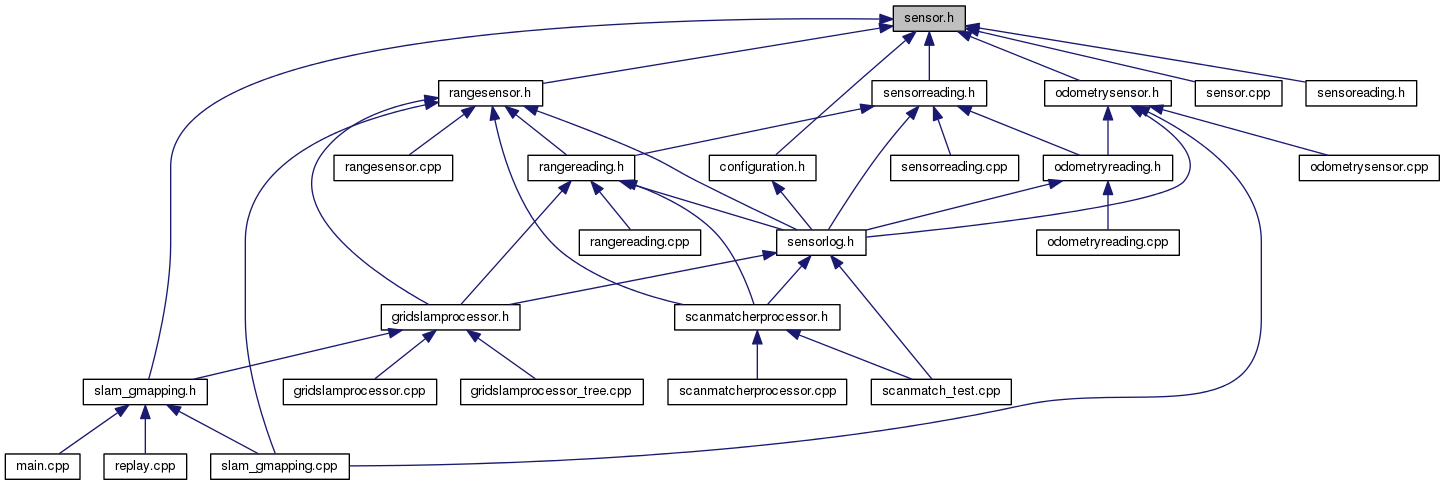 sensor.h
rangesensor.h
sensorreading.h
odometrysensor.h
sensor.cpp
sensoreading.h
rangesensor.cpp
rangereading.h
configuration.h
sensorreading.cpp
odometryreading.h
odometrysensor.cpp
rangereading.cpp
sensorlog.h
odometryreading.cpp
gridslamprocessor.h
scanmatcherprocessor.h
slam_gmapping.h
gridslamprocessor.cpp
gridslamprocessor_tree.cpp
scanmatcherprocessor.cpp
scanmatch_test.cpp
main.cpp
replay.cpp
slam_gmapping.cpp